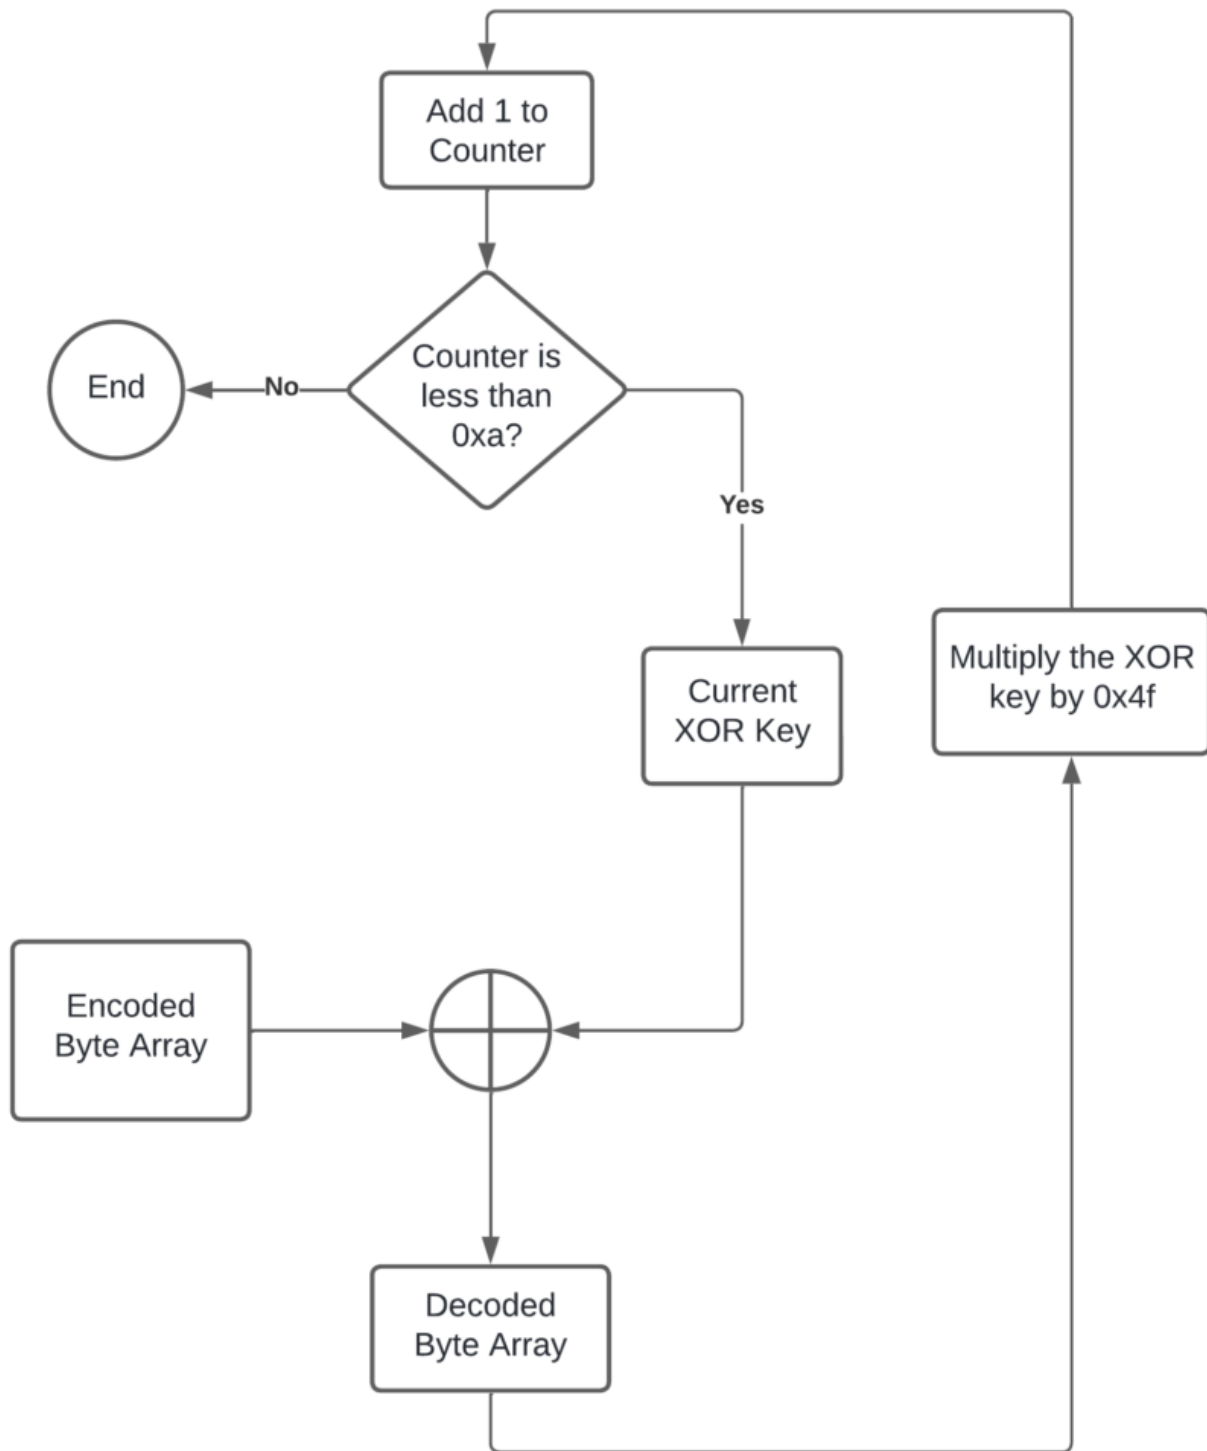 Add 1 to
Counter
Counter is
less than
0xa?
End
No
Yes
Current
XOR Key
Multiply the XOR
key by 0x4f
Encoded
Byte Array
Decoded
Byte Array